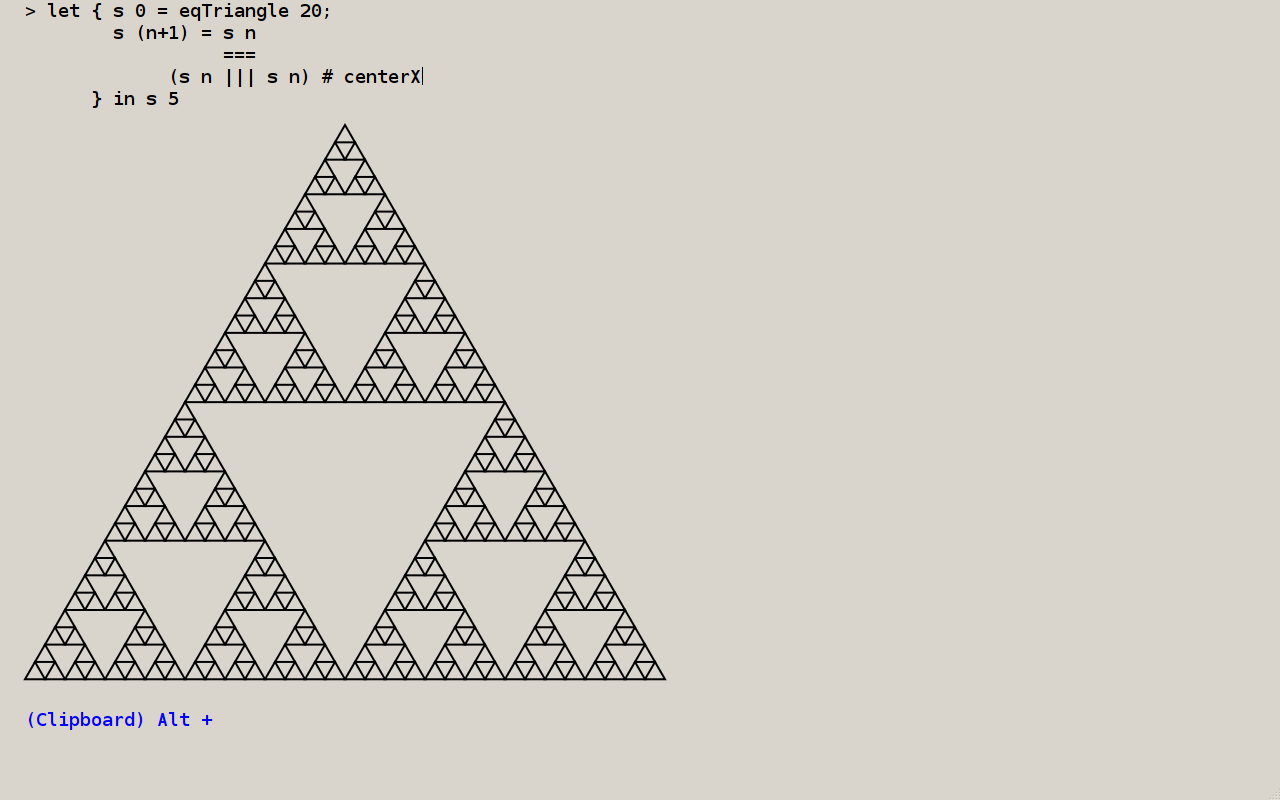 > let { s 0 = eqTriangle 20;
s (n+1) = s n
===
(s n ||| s n) # centerX
} in s 5
(Clipboard) Alt +